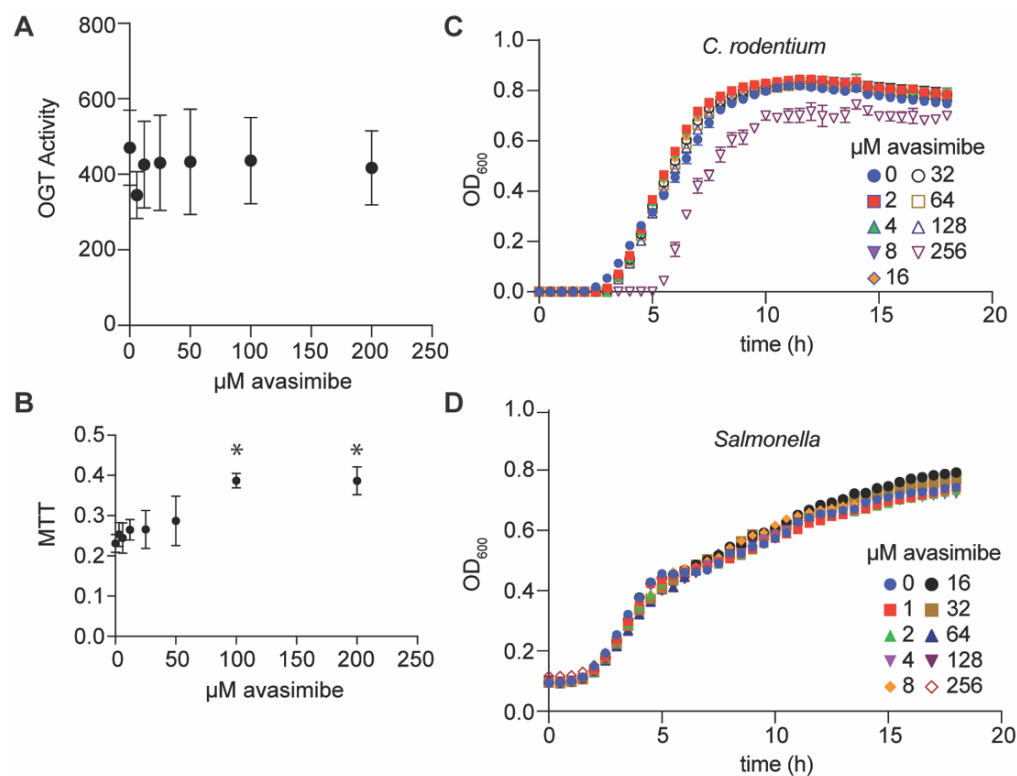 A
800
600
400
200
0
OGT Activity
0 50 100 150 200 250
µM avasimibe
B
0.5
0.4
0.3
0.2
0.1
0.0
MTT
* *
0 50 100 150 200 250
µM avasimibe
C
C. rodentium
1.0
0.8
0.6
0.4
0.2
0.0
OD600
µM avasimibe
0 32
2 64
4 128
8 256
16
0 5 10 15 20
time (h)
D
Salmonella
1.0
0.8
0.6
0.4
0.2
0.0
OD600
µM avasimibe
0 16
1 32
2 64
4 128
8 256
0 5 10 15 20
time (h)